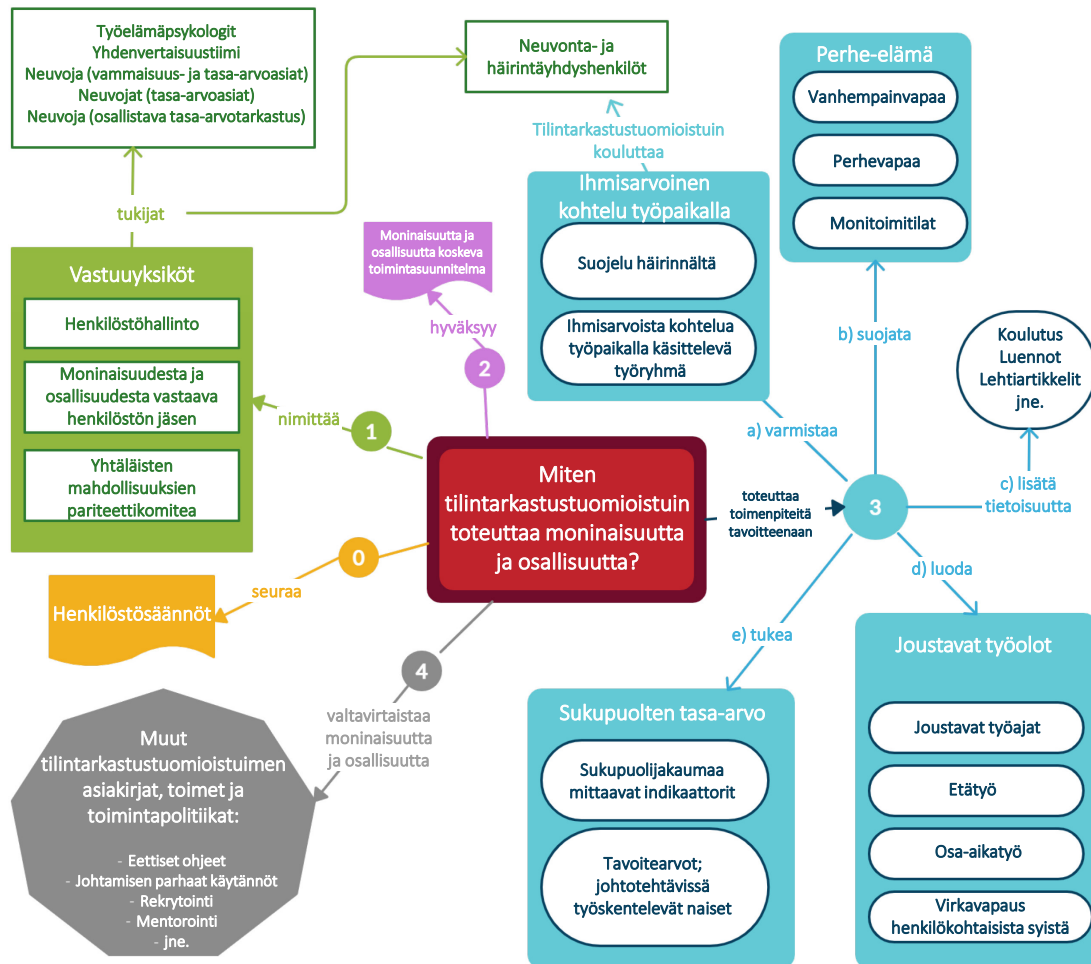 Työelämäpsykologit
Yhdenvertaisuustiimi
Neuvoja (vammaisuus- ja tasa-arvoasiat)
Neuvojat (tasa-arvoasiat)
Neuvoja (osallistava tasa-arvotarkastus)
Neuvonta- ja
häirintäyhdyshenkilöt
Tilintarkastustuomioistuin
kouluttaa
tukijat
Vastuuyksiköt
Henkilöstöhallinto
Moninaisuudesta ja
osallisuudesta vastaava
henkilöstön jäsen
Yhtäläisten
mahdollisuuksien
pariteettikomitea
nimittää
1
Moninaisuutta ja
osallisuutta koskeva
toimintasuunnitelma
hyväksyy
2
Ihmisarvoinen
kohtelu työpaikalla
Suojelu häirinnältä
Ihmisarvoista kohtelua
työpaikalla käsittelevä
työryhmä
Perhe-elämä
Vanhempainvapaa
Perhevapaa
Monitoimitilat
b) suojata
a) varmistaa
Koulutus
Luennot
Lehtiartikkelit
jne.
c) lisätä
tietoisuutta
Miten
tilintarkastustuomioistuin
toteuttaa moninaisuutta
ja osallisuutta?
toteuttaa
toimenpiteitä
tavoitteenaan
3
0
seuraa
Henkilöstösäännöt
4
valtavirtaistaa
moninaisuutta
ja osallisuutta
Muut
tilintarkastustuomioistuimen
asiakirjat, toimet ja
toimintapolitiikat:
- Eettiset ohjeet
- Johtamisen parhaat käytännöt
- Rekrytointi
- Mentorointi
- jne.
e) tukea
Sukupuolten tasa-arvo
Sukupuolijakaumaa
mittaavat indikaattorit
Tavoitearvot;
johtotehtävissä
työskentelevät naiset
d) luoda
Joustavat työolot
Joustavat työajat
Etätyö
Osa-aikatyö
Virkavapaus
henkilökohtaisista syistä